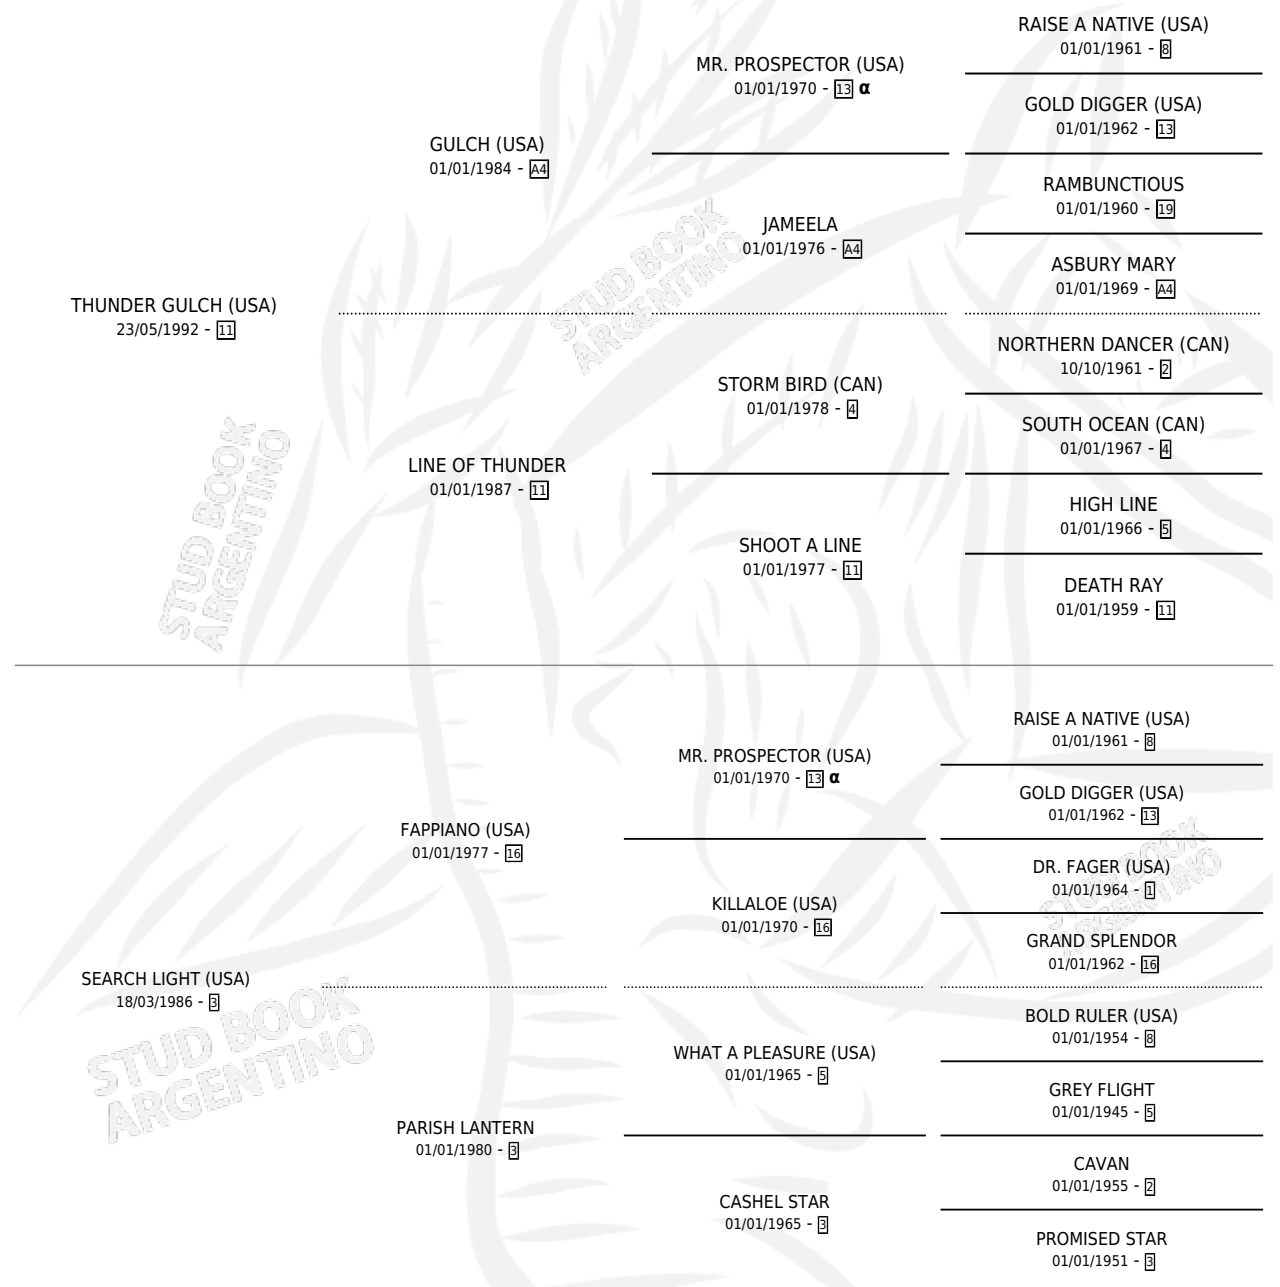 RAISE A NATIVE (USA)
01/01/1961 - 8
MR. PROSPECTOR (USA)
01/01/1970 - 13 α
GOLD DIGGER (USA)
01/01/1962 - 13
GULCH (USA)
01/01/1984 - A4
RAMBUNCTIOUS
01/01/1960 - 19
JAMEELA
01/01/1976 - A4
ASBURY MARY
01/01/1969 - A4
THUNDER GULCH (USA)
23/05/1992 - 11
NORTHERN DANCER (CAN)
10/10/1961 - 2
STORM BIRD (CAN)
01/01/1978 - 4
SOUTH OCEAN (CAN)
01/01/1967 - 4
LINE OF THUNDER
01/01/1987 - 11
HIGH LINE
01/01/1966 - 5
SHOOT A LINE
01/01/1977 - 11
DEATH RAY
01/01/1959 - 11
STUD BOOK
ARGENTINO
STUD BOOK
ARGENTINO
RAISE A NATIVE (USA)
01/01/1961 - 8
MR. PROSPECTOR (USA)
01/01/1970 - 13 α
GOLD DIGGER (USA)
01/01/1962 - 13
FAPPIANO (USA)
01/01/1977 - 16
DR. FAGER (USA)
01/01/1964 - 1
KILLALOE (USA)
01/01/1970 - 16
GRAND SPLENDOR
01/01/1962 - 16
SEARCH LIGHT (USA)
18/03/1986 - 3
BOLD RULER (USA)
01/01/1954 - 8
WHAT A PLEASURE (USA)
01/01/1965 - 5
GREY FLIGHT
01/01/1945 - 5
PARISH LANTERN
01/01/1980 - 3
CAVAN
01/01/1955 - 2
CASHEL STAR
01/01/1965 - 3
PROMISED STAR
01/01/1951 - 3
STUD BOOK
ARGENTINO
STUD BOOK
ARGENTINO